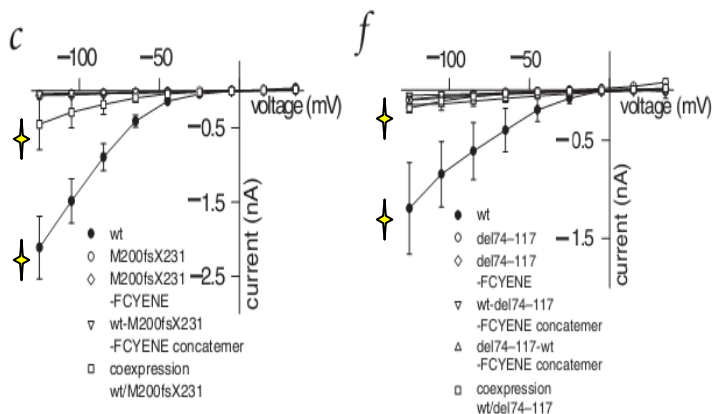 c
−100
−50
voltage (mV)
−0.5
−1.5
−2.5
current (nA)
wt
M200fsX231
M200fsX231
-FCYENE
wt-M200fsX231
-FCYENE concatemer
coexpression
wt/M200fsX231
f
−100
−50
voltage (mV)
−0.5
−1.5
current (nA)
wt
del74–117
del74–117
-FCYENE
wt-del74–117
-FCYENE concatemer
del74–117-wt
-FCYENE concatemer
coexpression
wt/del74–117